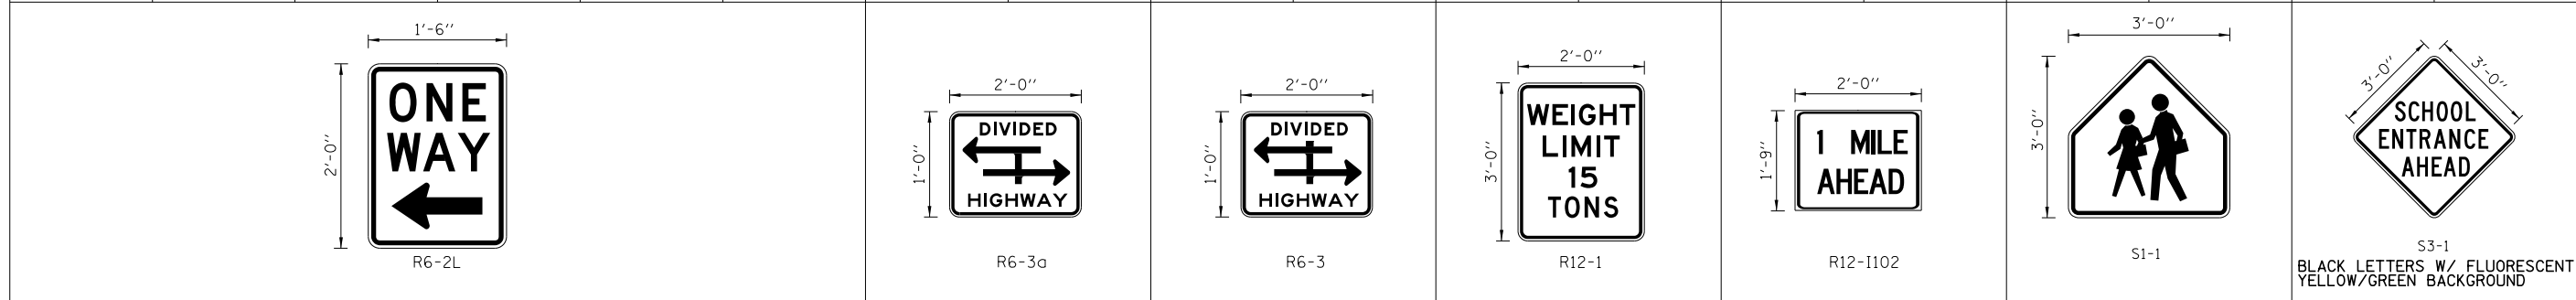 1'-6''
2'-0''
ONE
WAY
R6-2L
2'-0''
1'-0''
DIVIDED
HIGHWAY
R6-3a
2'-0''
1'-0''
DIVIDED
HIGHWAY
R6-3
2'-0''
3'-0''
WEIGHT
LIMIT
15
TONS
R12-1
2'-0''
1'-9''
1 MILE
AHEAD
R12-I102
3'-0''
3'-0''
S1-1
3'-0''
3'-0''
SCHOOL
ENTRANCE
AHEAD
S3-1
BLACK LETTERS W/ FLUORESCENT
YELLOW/GREEN BACKGROUND